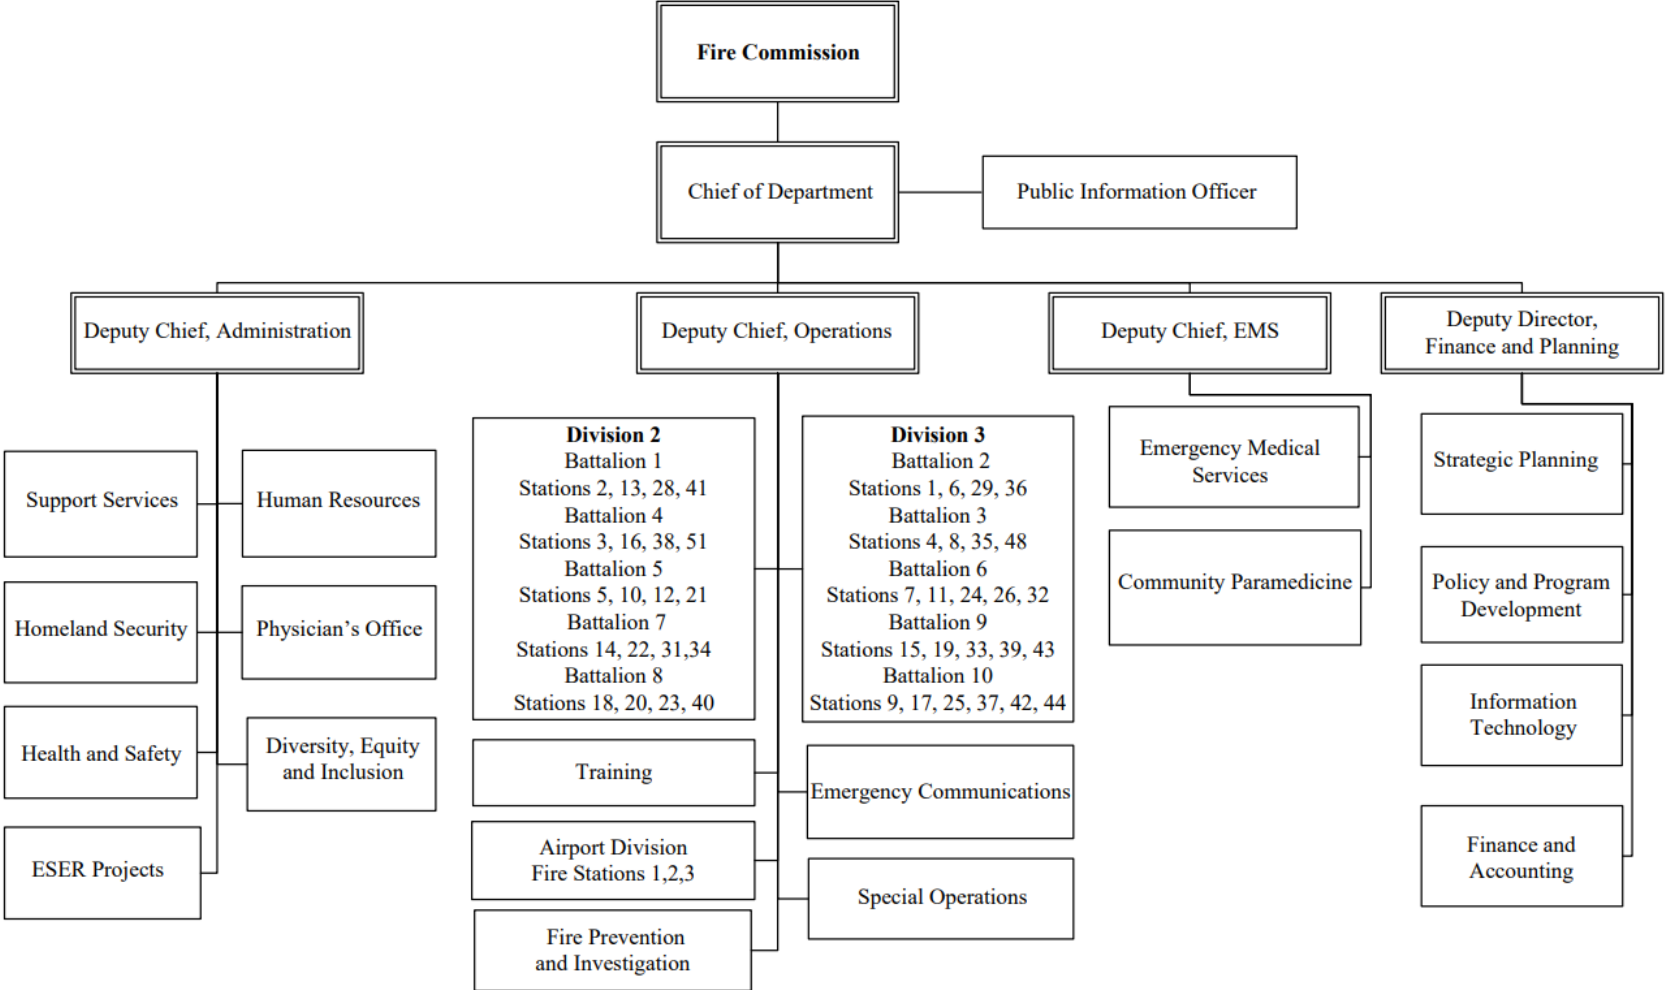 Fire Commission
Chief of Department
Public Information Officer
Deputy Chief, Administration
Deputy Chief, Operations
Deputy Chief, EMS
Deputy Director,
Finance and Planning
Support Services
Human Resources
Homeland Security
Physician’s Office
Health and Safety
Diversity, Equity
and Inclusion
ESER Projects
Division 2
Battalion 1
Stations 2, 13, 28, 41
Battalion 4
Stations 3, 16, 38, 51
Battalion 5
Stations 5, 10, 12, 21
Battalion 7
Stations 14, 22, 31,34
Battalion 8
Stations 18, 20, 23, 40
Division 3
Battalion 2
Stations 1, 6, 29, 36
Battalion 3
Stations 4, 8, 35, 48
Battalion 6
Stations 7, 11, 24, 26, 32
Battalion 9
Stations 15, 19, 33, 39, 43
Battalion 10
Stations 9, 17, 25, 37, 42, 44
Training
Emergency Communications
Airport Division
Fire Stations 1,2,3
Special Operations
Fire Prevention
and Investigation
Emergency Medical
Services
Community Paramedicine
Strategic Planning
Policy and Program
Development
Information
Technology
Finance and
Accounting